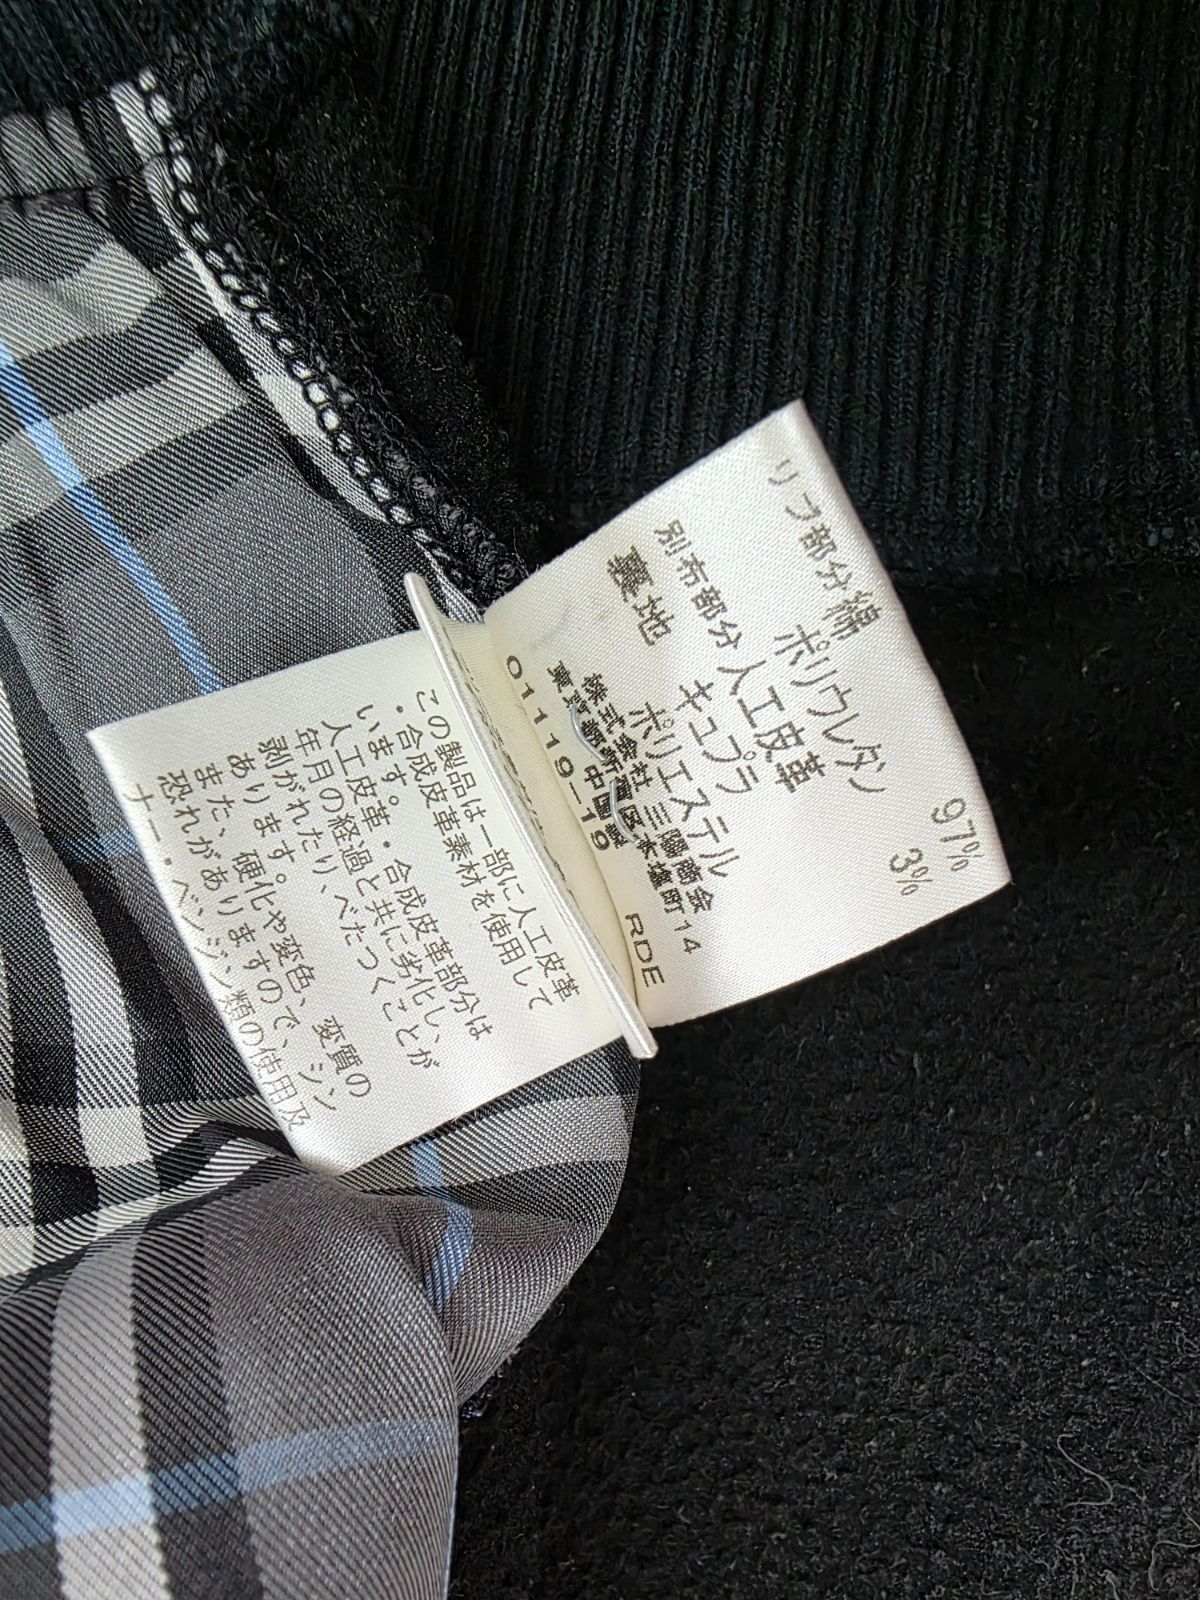 リブ部分綿 97%
ポリウレタン 3%
別布部分人工皮革
裏地 キュプラ
ポリエステル
株式会社 三陽商会
東京都新宿区本塩町14
中国製
01119-19 RDE
この製品は一部に人工皮革
・合成皮革素材を使用して
います。
人工皮革・合成皮革部分は
年月の経過と共に劣化し、
剥がれたり、べたつくことが
あります。
また、硬化や変色、変質の
恐れがありますので、シン
ナー・ベンジン類の使用及